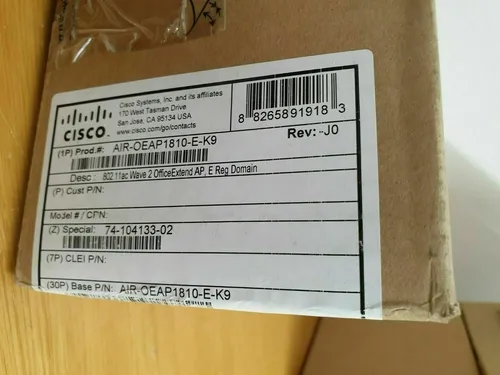 CISCO
Cisco Systems, Inc. and its affiliates
170 West Tasman Drive
San Jose, CA 95134 USA
www.cisco.com/go/contacts
8 8265891918 3
Rev: -J0
(1P) Prod.#: AIR-OEAP1810-E-K9
Desc : 802.11ac Wave 2 OfficeExtend AP, E Reg Domain
(P) Cust P/N:
Model # / CPN:
(Z) Special: 74-104133-02
(7P) CLEI P/N:
(30P) Base P/N: AIR-OEAP1810-E-K9